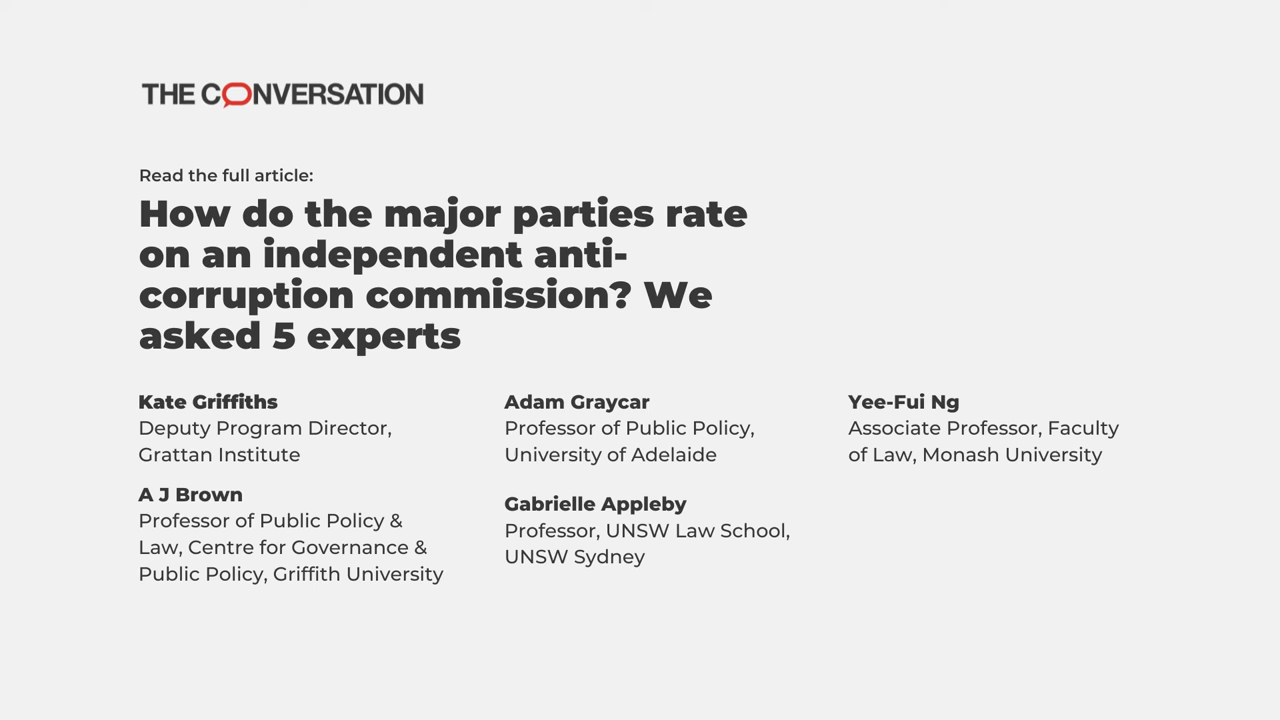 THE CONVERSATION
Read the full article:
How do the major parties rate
on an independent anti-
corruption commission? We
asked 5 experts
Kate Griffiths
Deputy Program Director,
Grattan Institute
A J Brown
Professor of Public Policy &
Law, Centre for Governance &
Public Policy, Griffith University
Adam Graycar
Professor of Public Policy,
University of Adelaide
Gabrielle Appleby
Professor, UNSW Law School,
UNSW Sydney
Yee-Fui Ng
Associate Professor, Faculty
of Law, Monash University